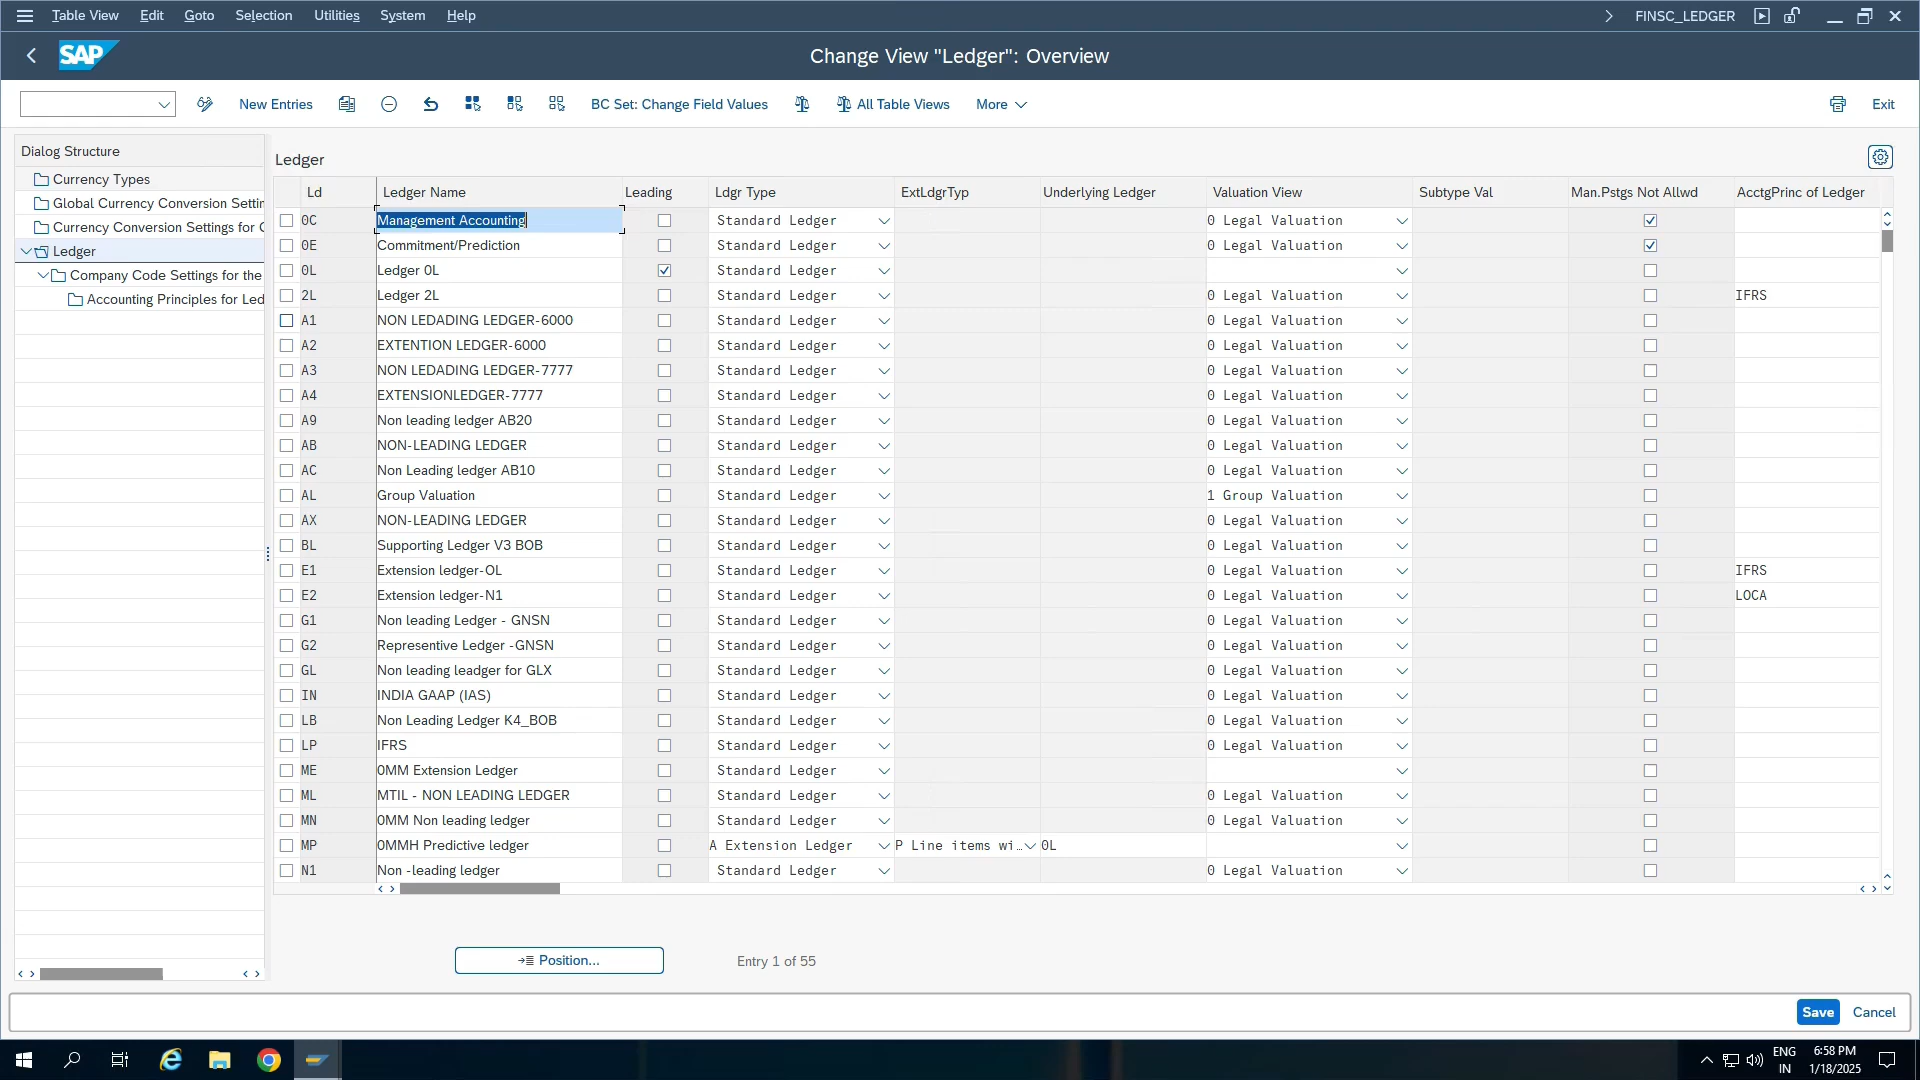 Table View Edit Goto Selection Utilities System Help FINSC_LEDGER
SAP Change View "Ledger": Overview
New Entries BC Set: Change Field Values All Table Views More Exit
Dialog Structure
Currency Types
Global Currency Conversion Settin
Currency Conversion Settings for C
Ledger
Company Code Settings for the
Accounting Principles for Led
Ledger
Ld Ledger Name Leading Ldgr Type ExtLdgrTyp Underlying Ledger Valuation View Subtype Val Man.Pstgs Not Allwd AcctgPrinc of Ledger
0C Management Accounting Standard Ledger 0 Legal Valuation
0E Commitment/Prediction Standard Ledger 0 Legal Valuation
0L Ledger 0L Standard Ledger
2L Ledger 2L Standard Ledger 0 Legal Valuation IFRS
A1 NON LEDADING LEDGER-6000 Standard Ledger 0 Legal Valuation
A2 EXTENTION LEDGER-6000 Standard Ledger 0 Legal Valuation
A3 NON LEDADING LEDGER-7777 Standard Ledger 0 Legal Valuation
A4 EXTENSIONLEDGER-7777 Standard Ledger 0 Legal Valuation
A9 Non leading ledger AB20 Standard Ledger 0 Legal Valuation
AB NON-LEADING LEDGER Standard Ledger 0 Legal Valuation
AC Non Leading ledger AB10 Standard Ledger 0 Legal Valuation
AL Group Valuation Standard Ledger 1 Group Valuation
AX NON-LEADING LEDGER Standard Ledger 0 Legal Valuation
BL Supporting Ledger V3 BOB Standard Ledger 0 Legal Valuation
E1 Extension ledger-OL Standard Ledger 0 Legal Valuation IFRS
E2 Extension ledger-N1 Standard Ledger 0 Legal Valuation LOCA
G1 Non leading Ledger - GNSN Standard Ledger 0 Legal Valuation
G2 Representive Ledger -GNSN Standard Ledger 0 Legal Valuation
GL Non leading leadger for GLX Standard Ledger 0 Legal Valuation
IN INDIA GAAP (IAS) Standard Ledger 0 Legal Valuation
LB Non Leading Ledger K4_BOB Standard Ledger 0 Legal Valuation
LP IFRS Standard Ledger 0 Legal Valuation
ME 0MM Extension Ledger Standard Ledger
ML MTIL - NON LEADING LEDGER Standard Ledger 0 Legal Valuation
MN 0MM Non leading ledger Standard Ledger 0 Legal Valuation
MP 0MMH Predictive ledger A Extension Ledger P Line items wi… 0L
N1 Non -leading ledger Standard Ledger 0 Legal Valuation
Position... Entry 1 of 55
Save Cancel
ENG 6:58 PM
IN 1/18/2025